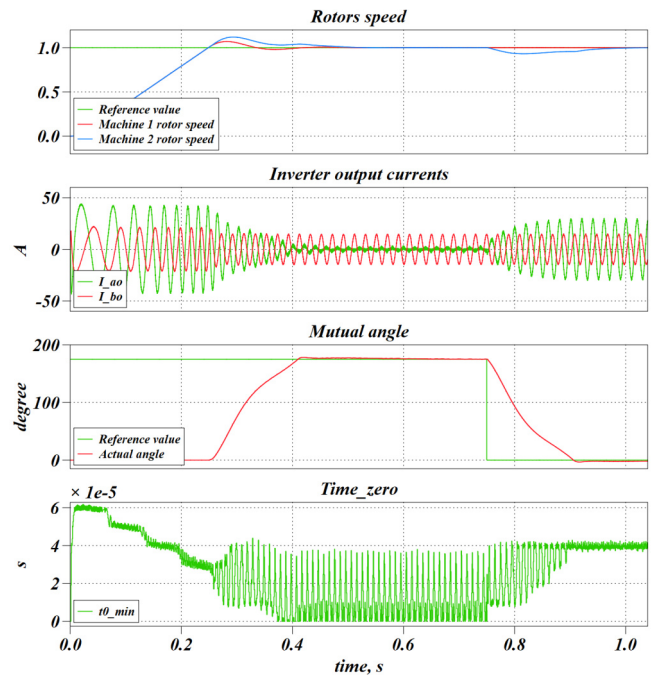 Rotors speed
1.0
0.5
0.0
Reference value
Machine 1 rotor speed
Machine 2 rotor speed
Inverter output currents
50
0
-50
A
I_ao
I_bo
Mutual angle
200
100
0
degree
Reference value
Actual angle
× 1e-5
Time_zero
6
4
2
0
s
t0_min
0.0 0.2 0.4 0.6 0.8 1.0
time, s